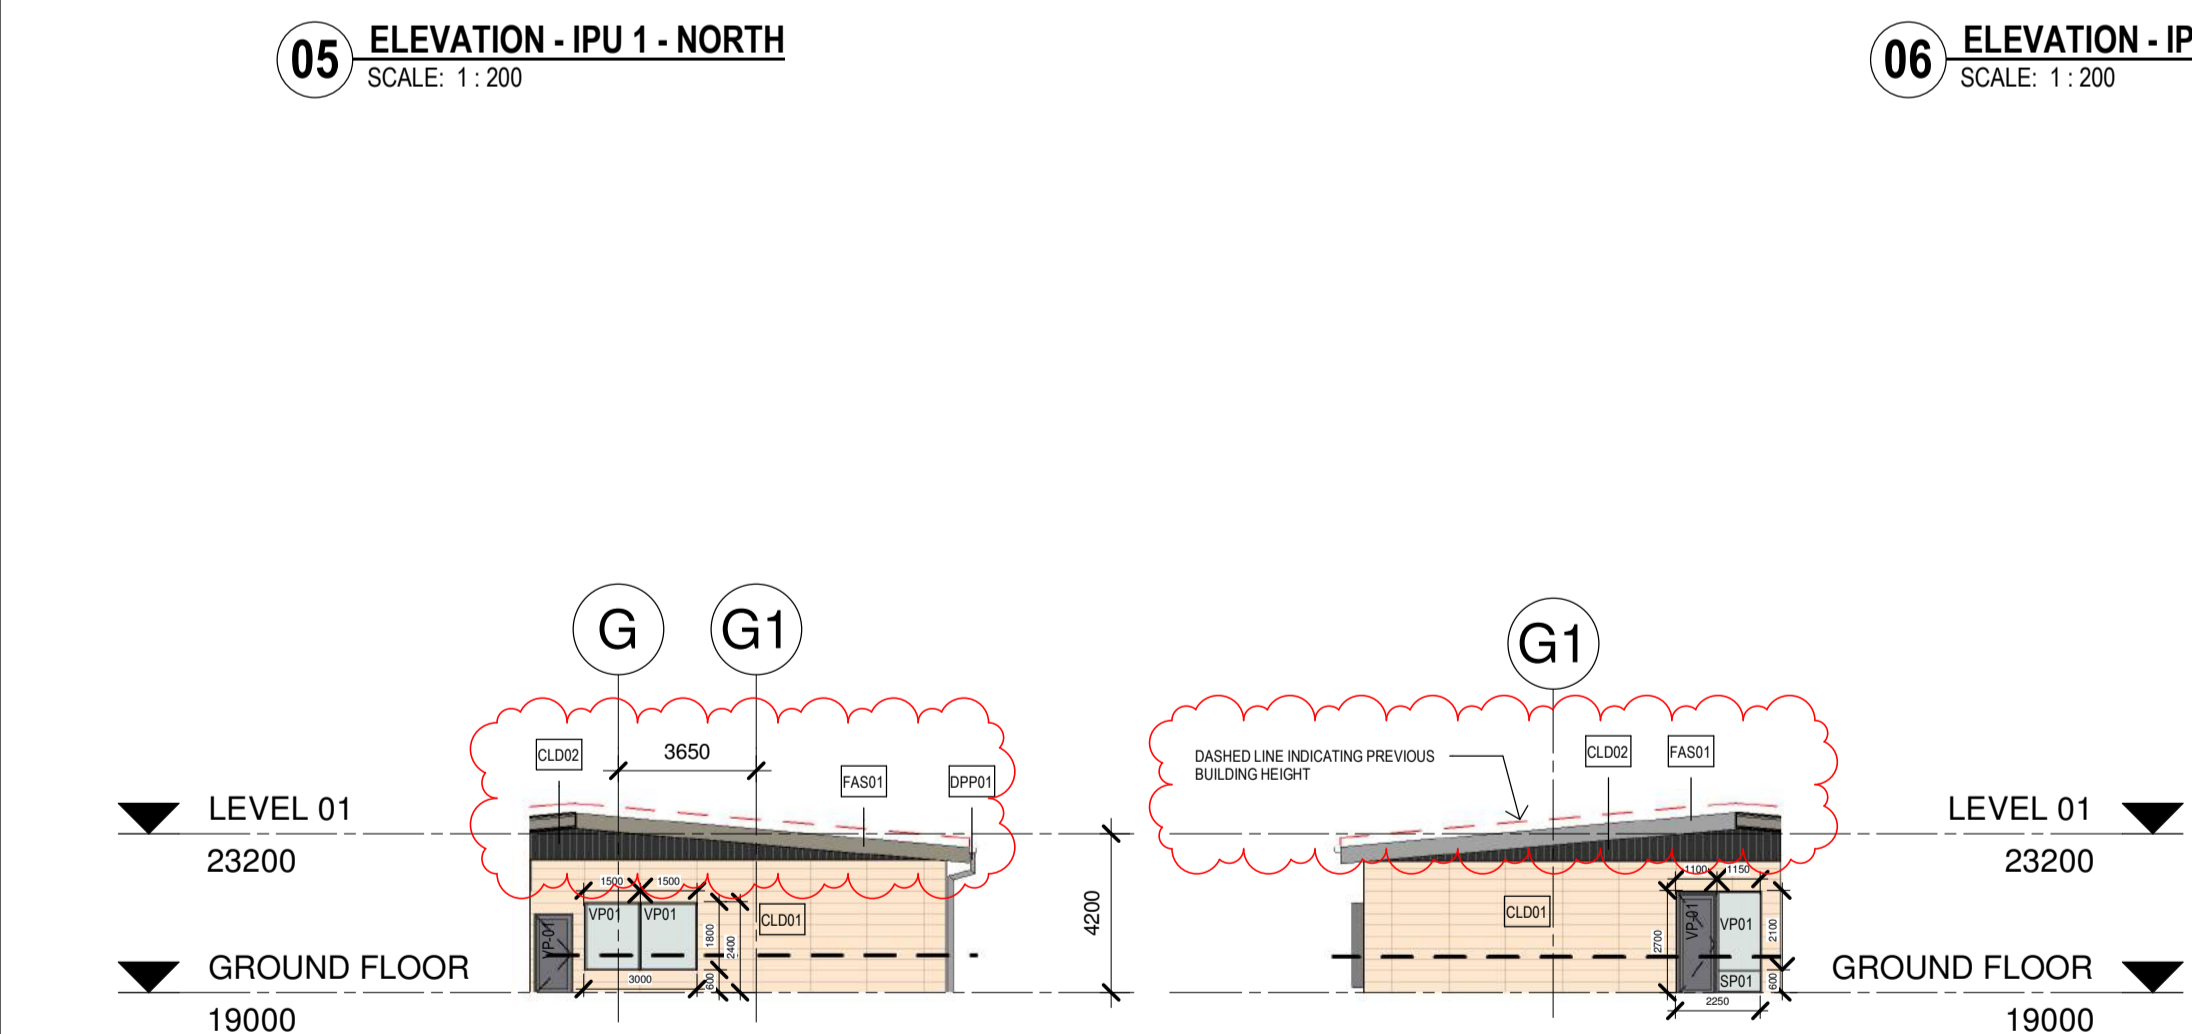 05 ELEVATION - IPU 1 - NORTH
SCALE: 1 : 200
06 ELEVATION - IP
SCALE: 1 : 200
G G1
G1
CLD02
3650
FAS01
DPP01
LEVEL 01
23200
1500 1500
VP01 VP01
VP-01
CLD01
1800
2400
600
3000
4200
GROUND FLOOR
19000
DASHED LINE INDICATING PREVIOUS
BUILDING HEIGHT
CLD02
FAS01
LEVEL 01
23200
1100 1150
CLD01
VP-01
VP01
2700
2100
SP01
600
2250
GROUND FLOOR
19000